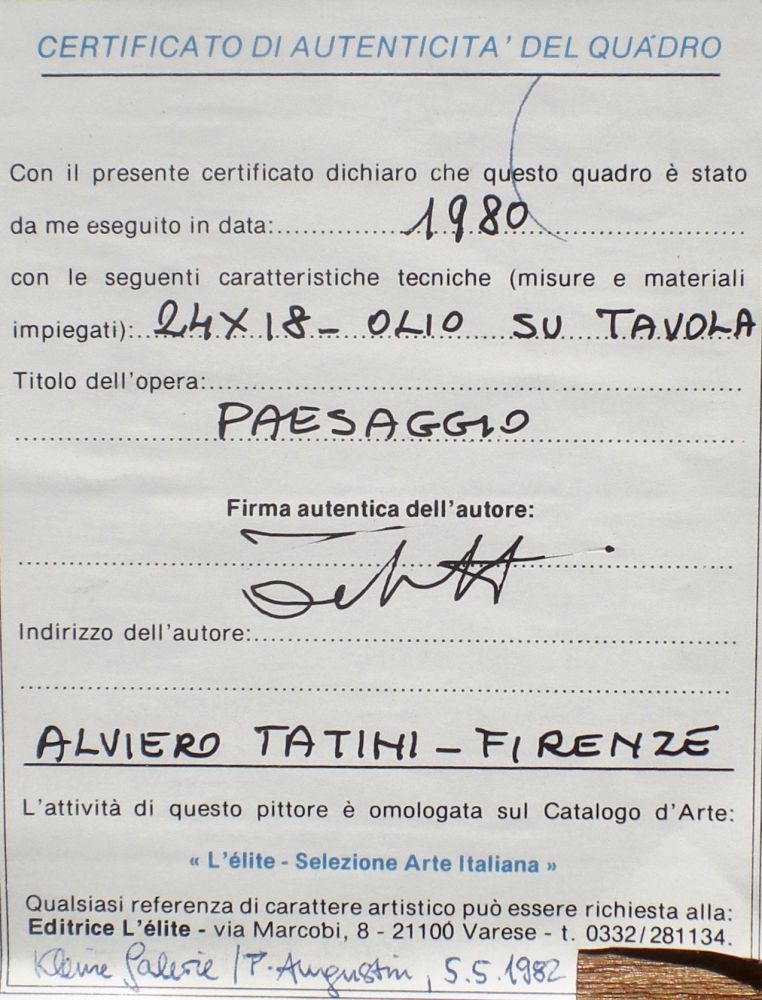 CERTIFICATO DI AUTENTICITA' DEL QUADRO
Con il presente certificato dichiaro che questo quadro è stato
da me eseguito in data: 1980
con le seguenti caratteristiche tecniche (misure e materiali
impiegati): 24X18 - OLIO SU TAVOLA
Titolo dell'opera:
PAESAGGIO
Firma autentica dell'autore:
Indirizzo dell'autore:
ALVIERO TATINI - FIRENZE
L'attività di questo pittore è omologata sul Catalogo d'Arte:
« L'élite - Selezione Arte Italiana »
Qualsiasi referenza di carattere artistico può essere richiesta alla:
Editrice L'élite - via Marcobi, 8 - 21100 Varese - t. 0332/281134.
Kleine Galerie / P. Augustin, 5.5.1982